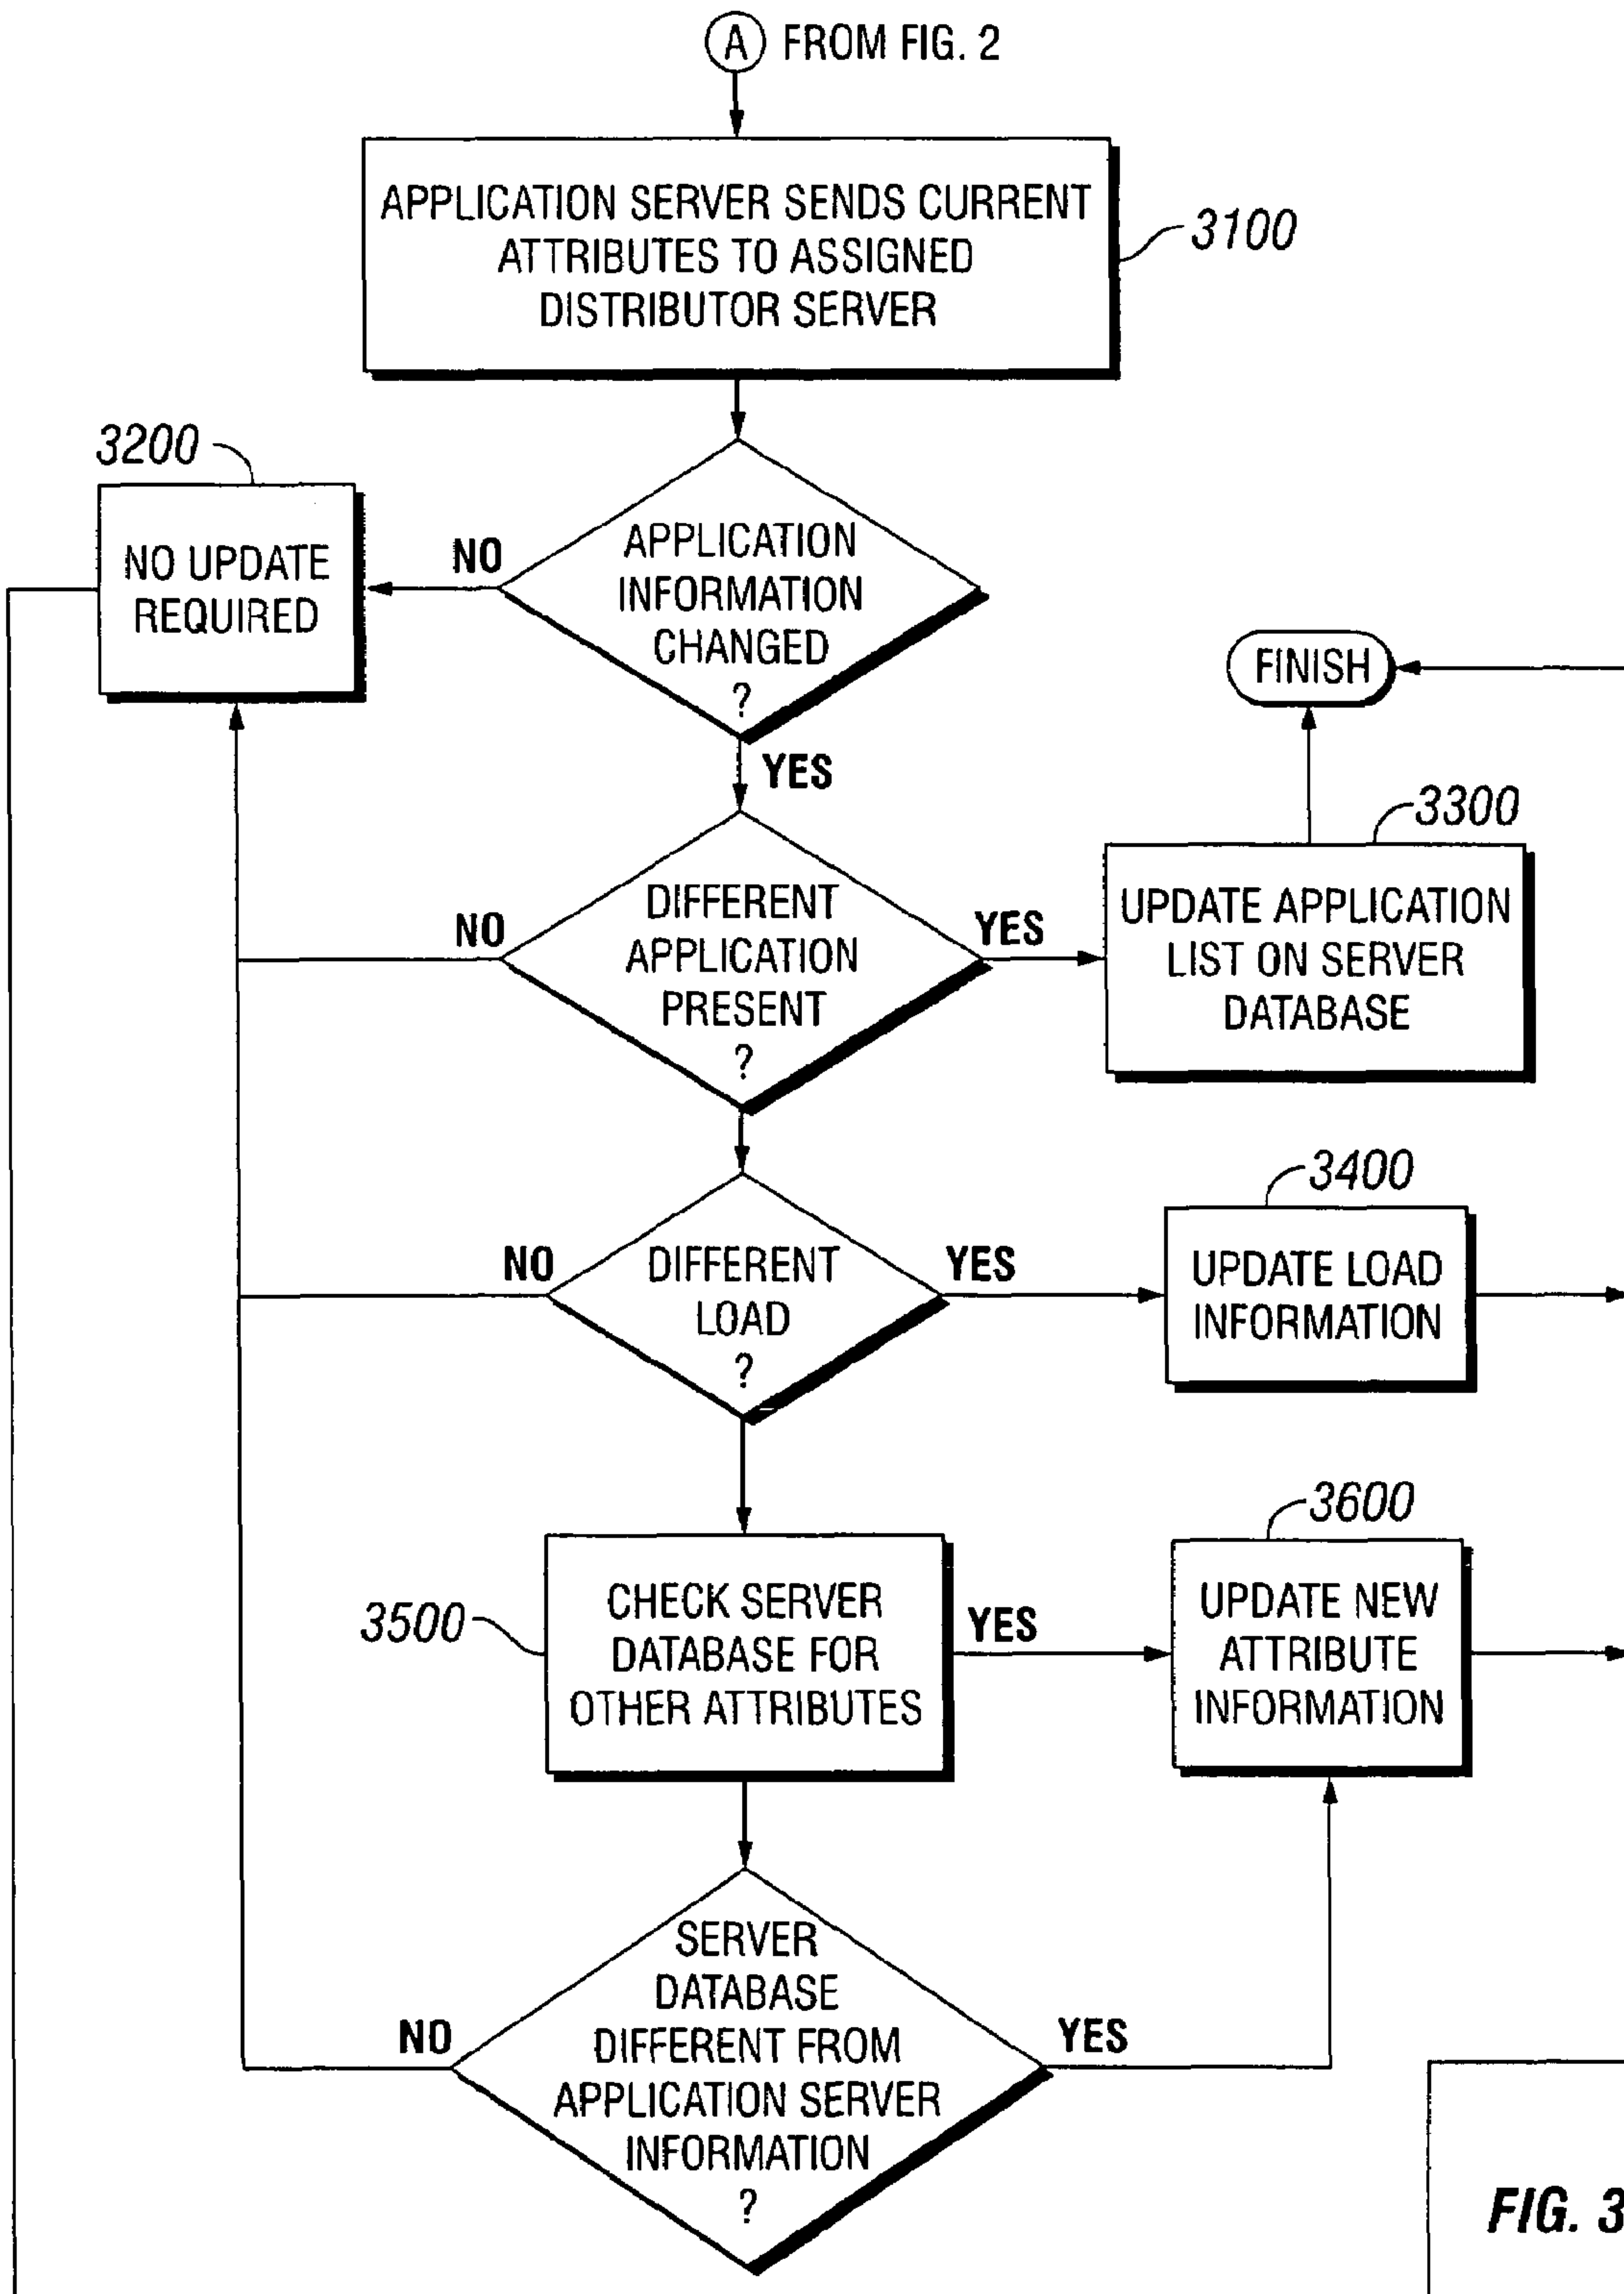 A FROM FIG. 2
APPLICATION SERVER SENDS CURRENT
ATTRIBUTES TO ASSIGNED
DISTRIBUTOR SERVER
3100
3200
NO UPDATE
REQUIRED
NO
APPLICATION
INFORMATION
CHANGED
?
YES
FINISH
3300
NO
DIFFERENT
APPLICATION
PRESENT
?
YES
UPDATE APPLICATION
LIST ON SERVER
DATABASE
3400
NO
DIFFERENT
LOAD
?
YES
UPDATE LOAD
INFORMATION
3500
CHECK SERVER
DATABASE FOR
OTHER ATTRIBUTES
YES
3600
UPDATE NEW
ATTRIBUTE
INFORMATION
NO
SERVER
DATABASE
DIFFERENT FROM
APPLICATION SERVER
INFORMATION
?
YES
FIG. 3